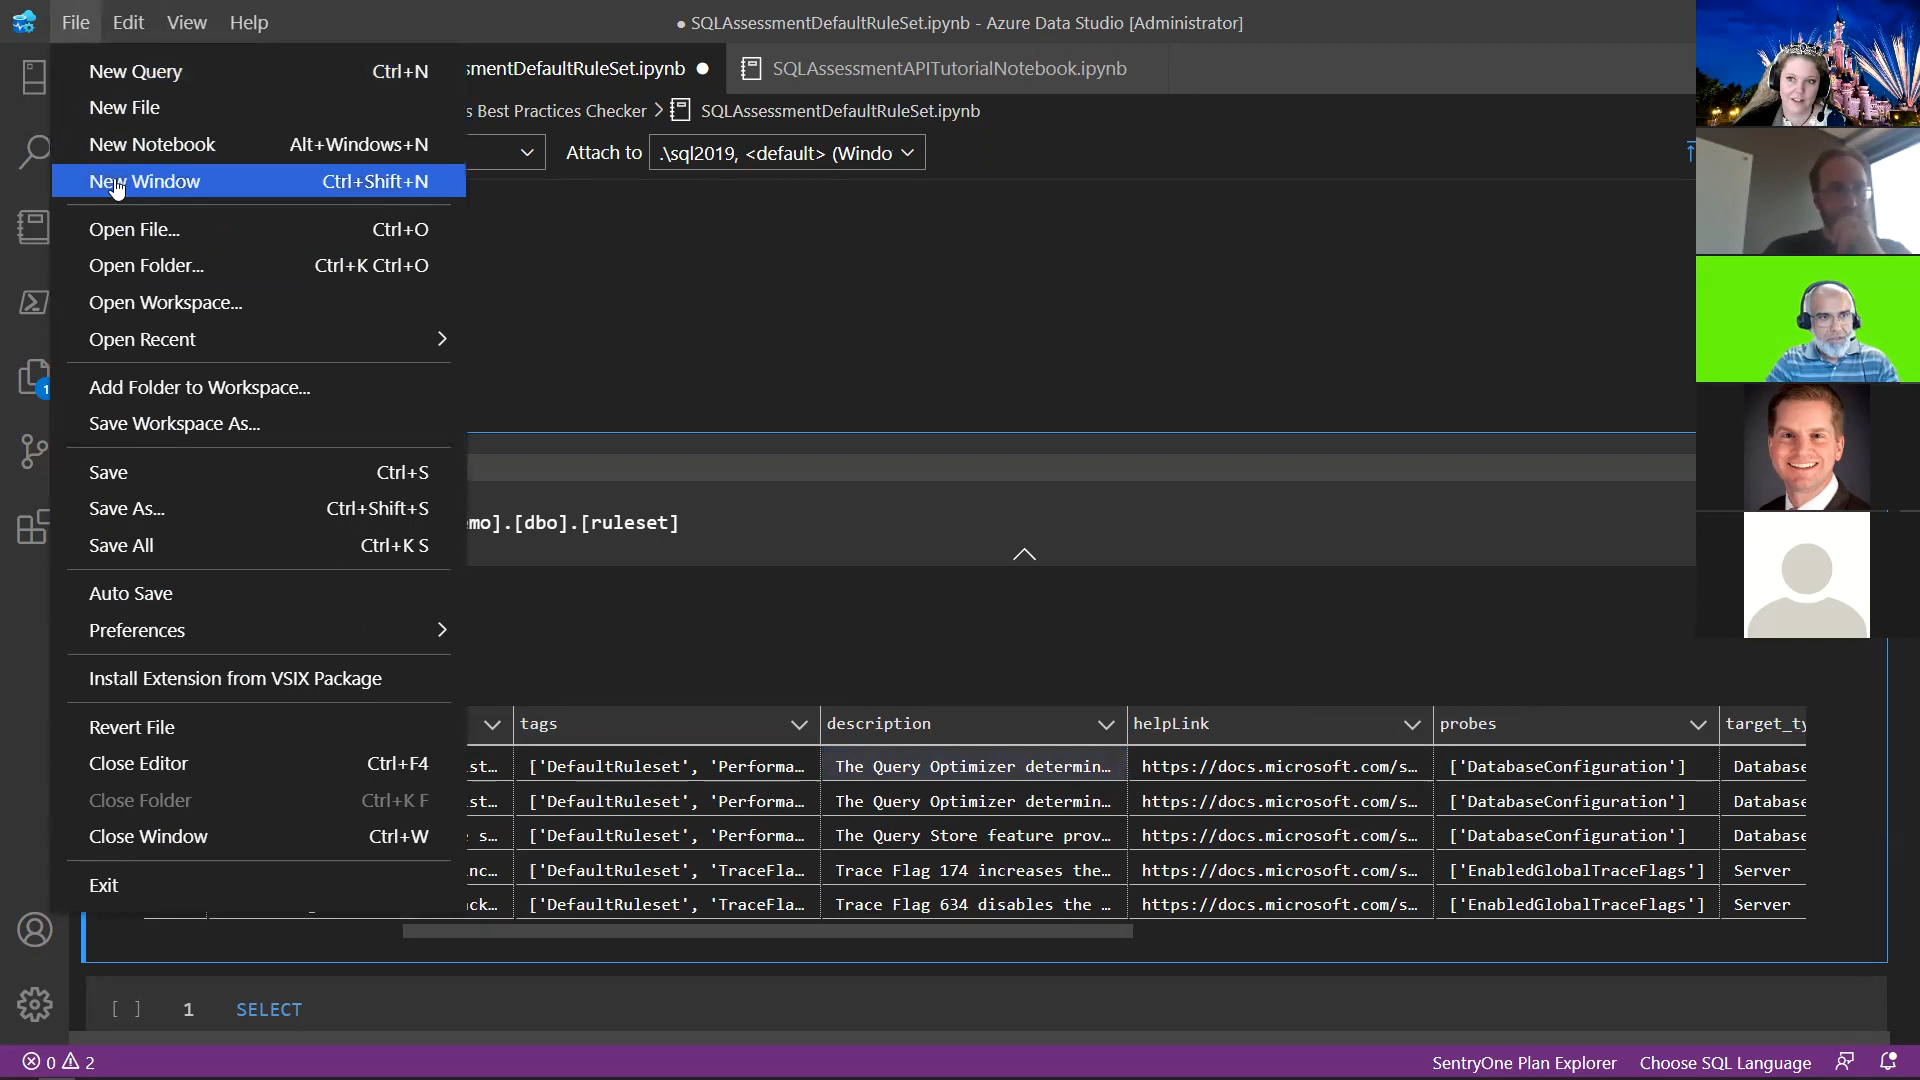 File Edit View Help
● SQLAssessmentDefaultRuleSet.ipynb - Azure Data Studio [Administrator]
smentDefaultRuleSet.ipynb ●
SQLAssessmentAPITutorialNotebook.ipynb
s Best Practices Checker > SQLAssessmentDefaultRuleSet.ipynb
Attach to .\sql2019, <default> (Windo
New Query Ctrl+N
New File
New Notebook Alt+Windows+N
New Window Ctrl+Shift+N
Open File... Ctrl+O
Open Folder... Ctrl+K Ctrl+O
Open Workspace...
Open Recent
Add Folder to Workspace...
Save Workspace As...
Save Ctrl+S
Save As... Ctrl+Shift+S
Save All Ctrl+K S
Auto Save
Preferences
Install Extension from VSIX Package
Revert File
Close Editor Ctrl+F4
Close Folder Ctrl+K F
Close Window Ctrl+W
Exit
1
mo].[dbo].[ruleset]
tags description helpLink probes target_ty
st... ['DefaultRuleset', 'Performa... The Query Optimizer determin... https://docs.microsoft.com/s... ['DatabaseConfiguration'] Database
st... ['DefaultRuleset', 'Performa... The Query Optimizer determin... https://docs.microsoft.com/s... ['DatabaseConfiguration'] Database
s... ['DefaultRuleset', 'Performa... The Query Store feature prov... https://docs.microsoft.com/s... ['DatabaseConfiguration'] Database
nc... ['DefaultRuleset', 'TraceFla... Trace Flag 174 increases the... https://docs.microsoft.com/s... ['EnabledGlobalTraceFlags'] Server
ck... ['DefaultRuleset', 'TraceFla... Trace Flag 634 disables the ... https://docs.microsoft.com/s... ['EnabledGlobalTraceFlags'] Server
[ ] 1 SELECT
0 2
SentryOne Plan Explorer Choose SQL Language